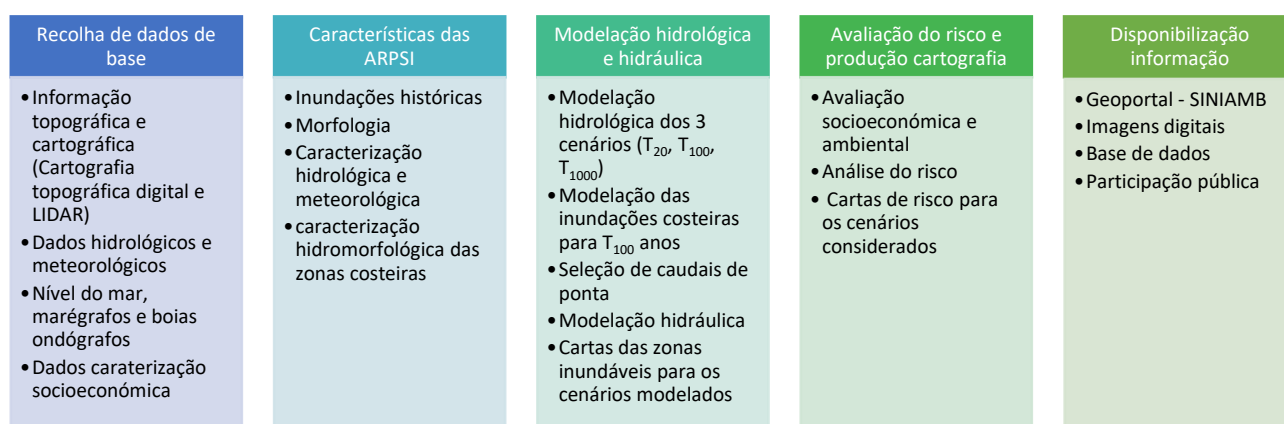 Recolha de dados de
base
•Informação
topográfica e
cartográfica
(Cartografia
topográfica digital e
LIDAR)
•Dados hidrológicos e
meteorológicos
•Nível do mar,
marégrafos e boias
ondógrafos
•Dados caraterização
socioeconómica
Características das
ARPSI
•Inundações históricas
•Morfologia
•Caracterização
hidrológica e
meteorológica
•caracterização
hidromorfológica das
zonas costeiras
Modelação hidrológica
e hidráulica
•Modelação
hidrológica dos 3
cenários (T20, T100,
T1000)
•Modelação das
inundações costeiras
para T100 anos
•Seleção de caudais de
ponta
•Modelação hidráulica
•Cartas das zonas
inundáveis para os
cenários modelados
Avaliação do risco e
produção cartografia
•Avaliação
socioeconómica e
ambiental
•Análise do risco
• Cartas de risco para
os cenários
considerados
Disponibilização
informação
•Geoportal - SINIAMB
•Imagens digitais
•Base de dados
•Participação pública